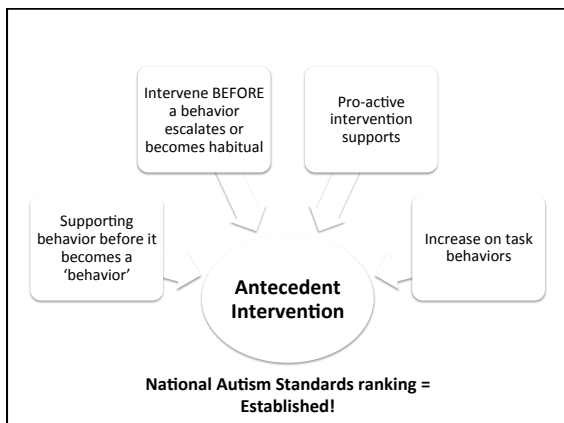 Intervene BEFORE
a behavior
escalates or
becomes habitual
Pro-active
intervention
supports
Supporting
behavior before it
becomes a
‘behavior’
Increase on task
behaviors
Antecedent
Intervention
National Autism Standards ranking =
Established!